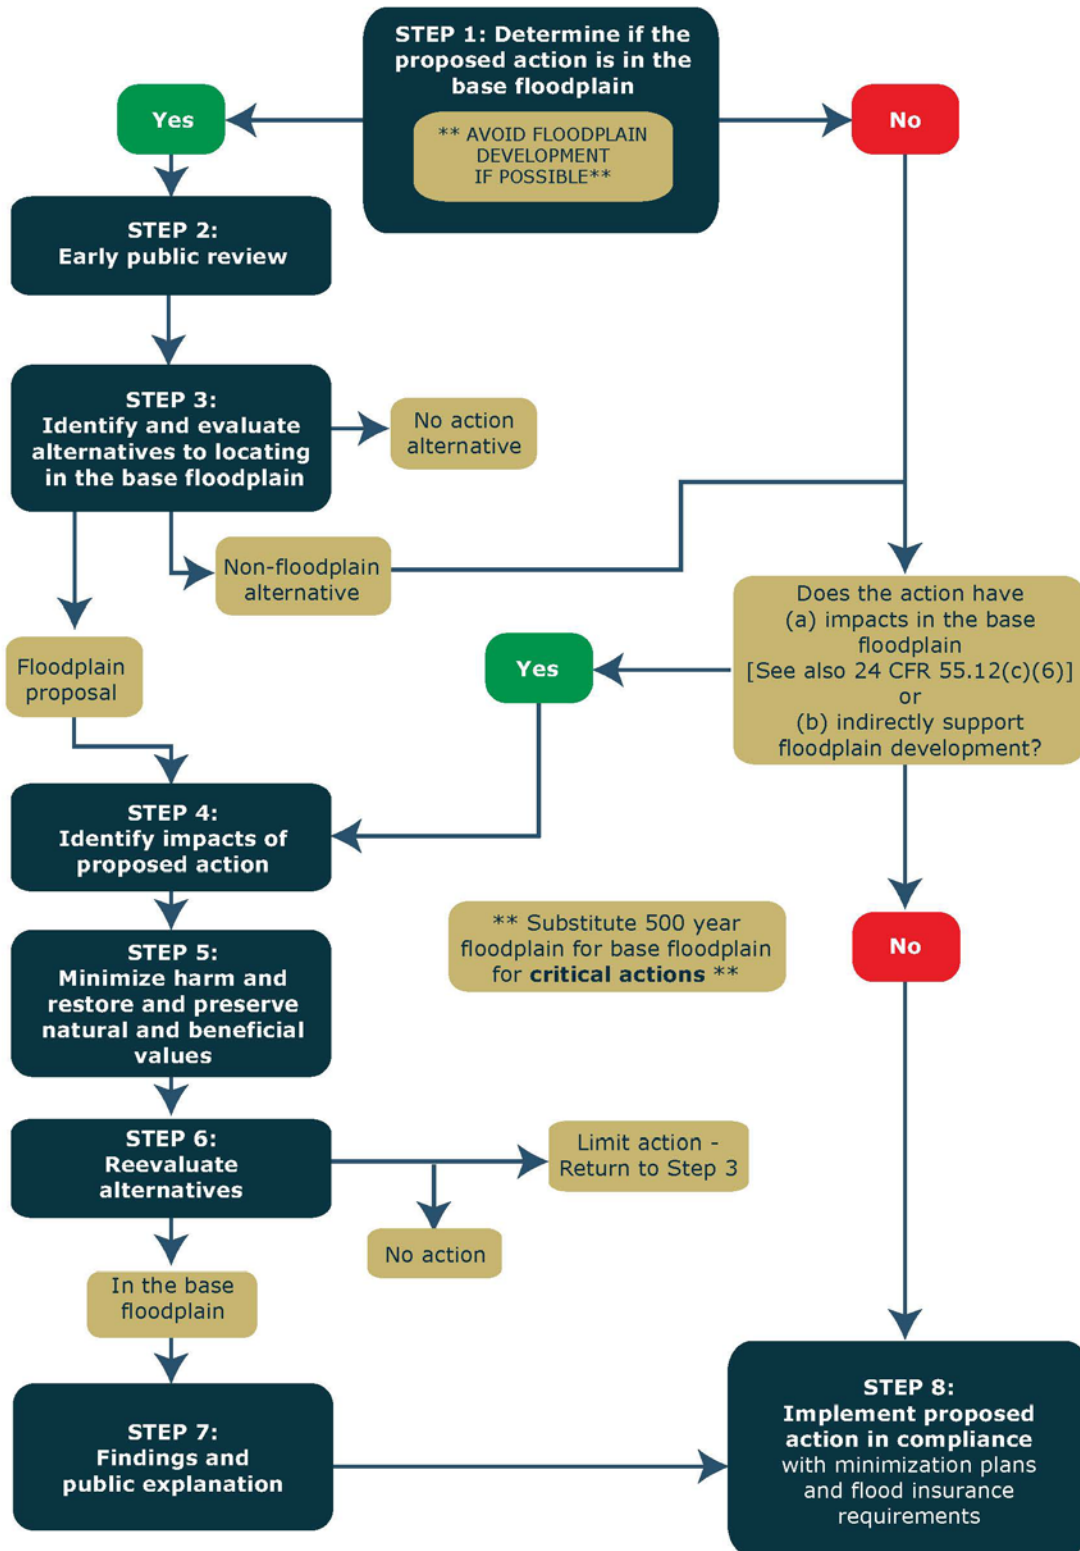 STEP 1: Determine if the
proposed action is in the
base floodplain
** AVOID FLOODPLAIN
DEVELOPMENT
IF POSSIBLE**
Yes
No
STEP 2:
Early public review
STEP 3:
Identify and evaluate
alternatives to locating
in the base floodplain
No action
alternative
Non-floodplain
alternative
Floodplain
proposal
Does the action have
(a) impacts in the base
floodplain
[See also 24 CFR 55.12(c)(6)]
or
(b) indirectly support
floodplain development?
Yes
STEP 4:
Identify impacts of
proposed action
** Substitute 500 year
floodplain for base floodplain
for critical actions **
No
STEP 5:
Minimize harm and
restore and preserve
natural and beneficial
values
STEP 6:
Reevaluate
alternatives
Limit action -
Return to Step 3
No action
In the base
floodplain
STEP 7:
Findings and
public explanation
STEP 8:
Implement proposed
action in compliance
with minimization plans
and flood insurance
requirements